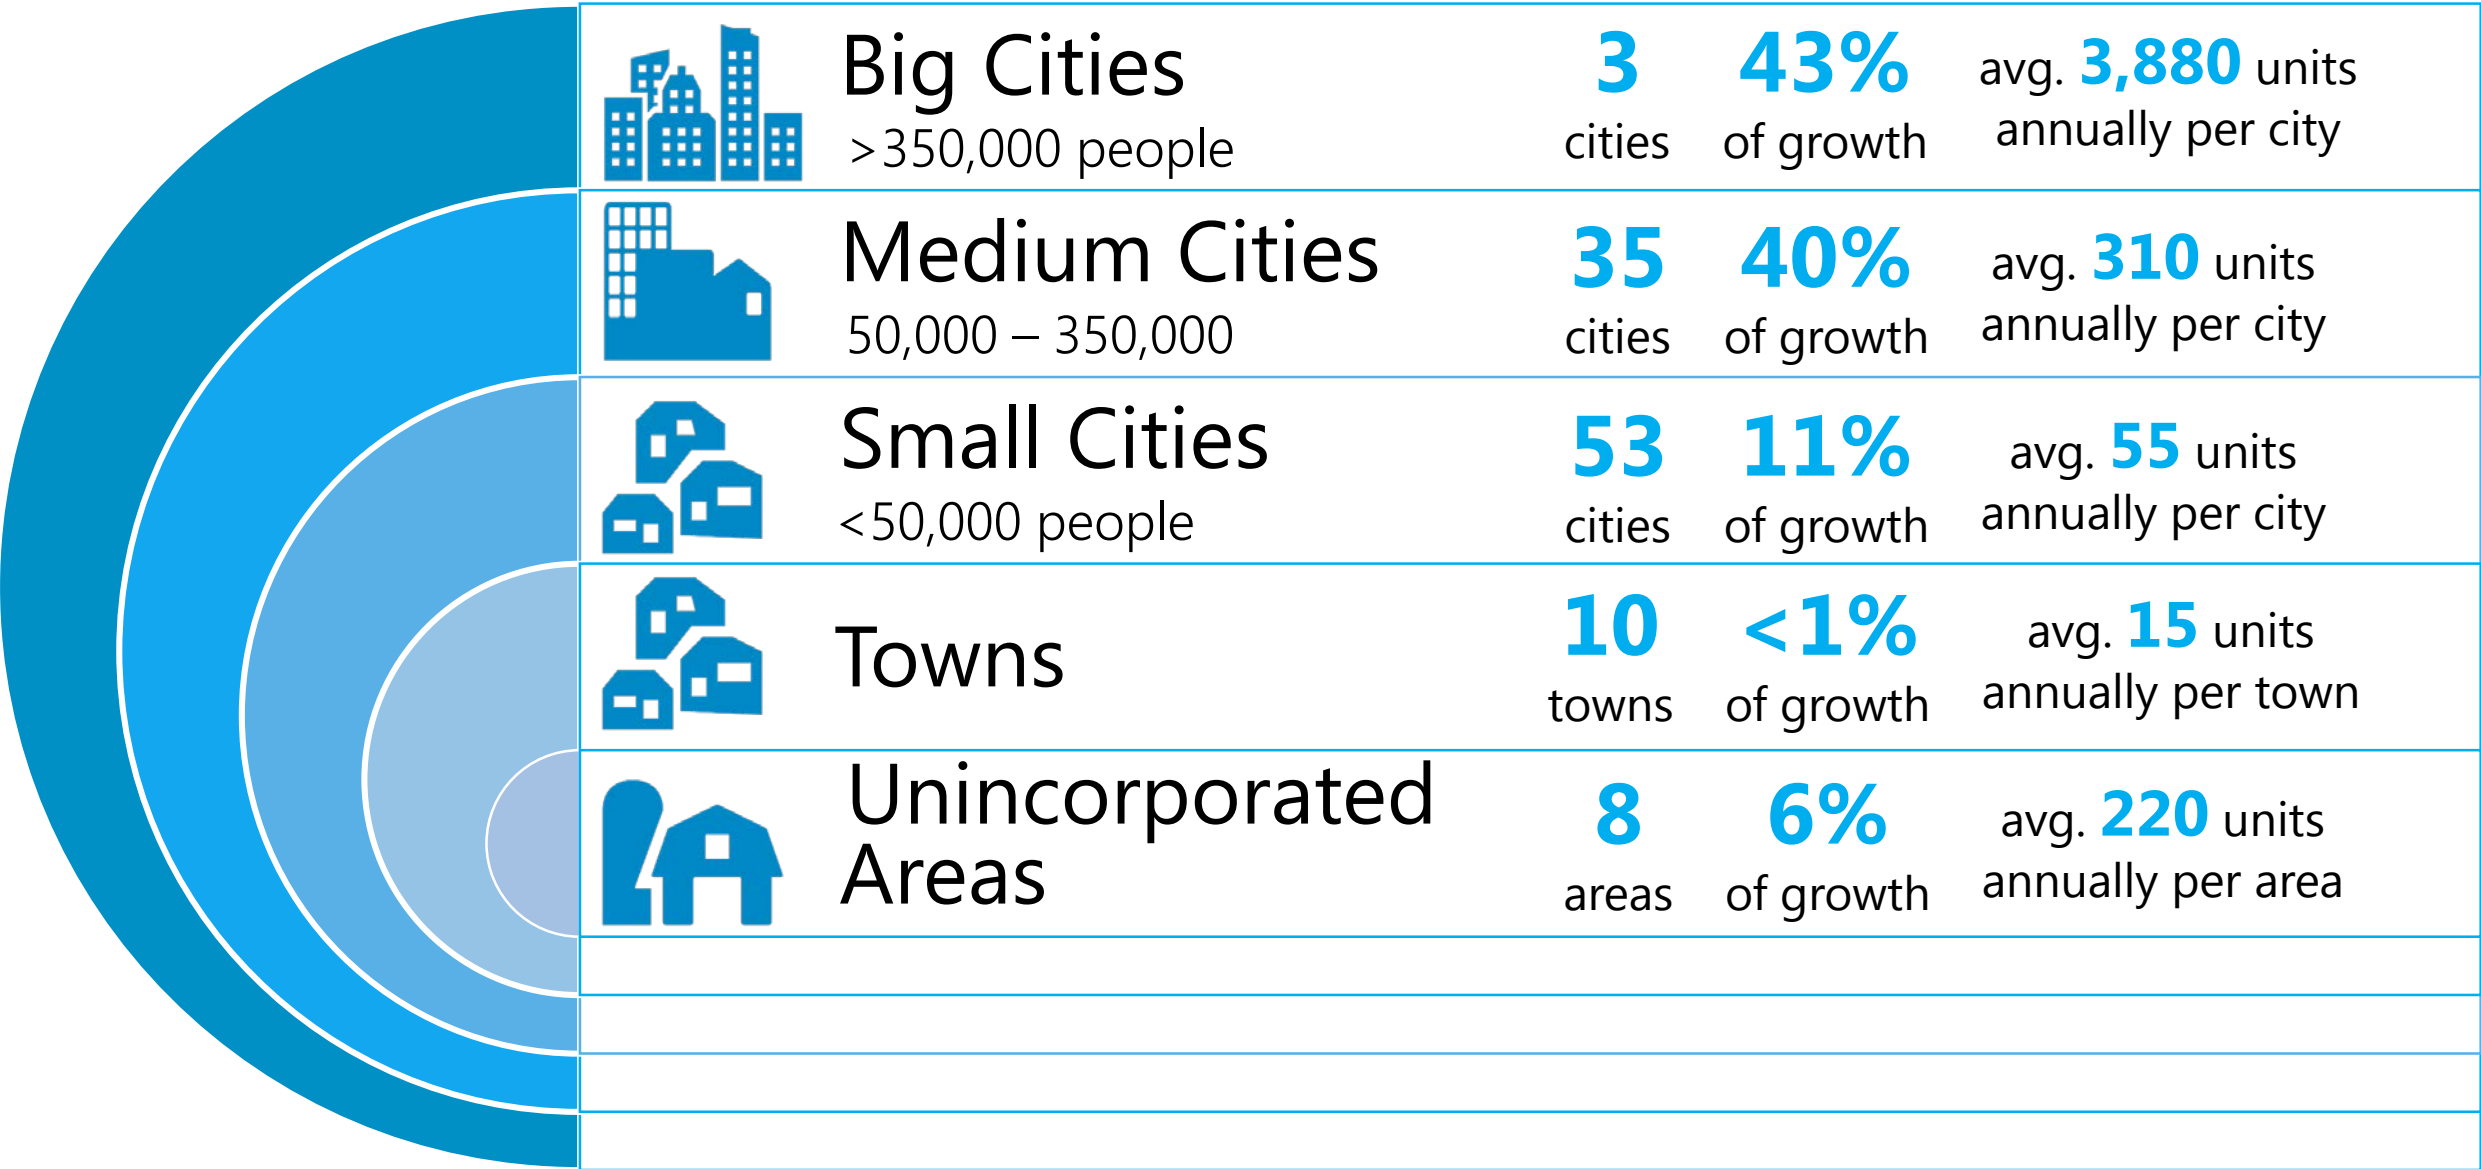 Big Cities
>350,000 people
3
cities
43%
of growth
avg. 3,880 units
annually per city
Medium Cities
50,000 – 350,000
35
cities
40%
of growth
avg. 310 units
annually per city
Small Cities
<50,000 people
53
cities
11%
of growth
avg. 55 units
annually per city
Towns
10
towns
<1%
of growth
avg. 15 units
annually per town
Unincorporated
Areas
8
areas
6%
of growth
avg. 220 units
annually per area